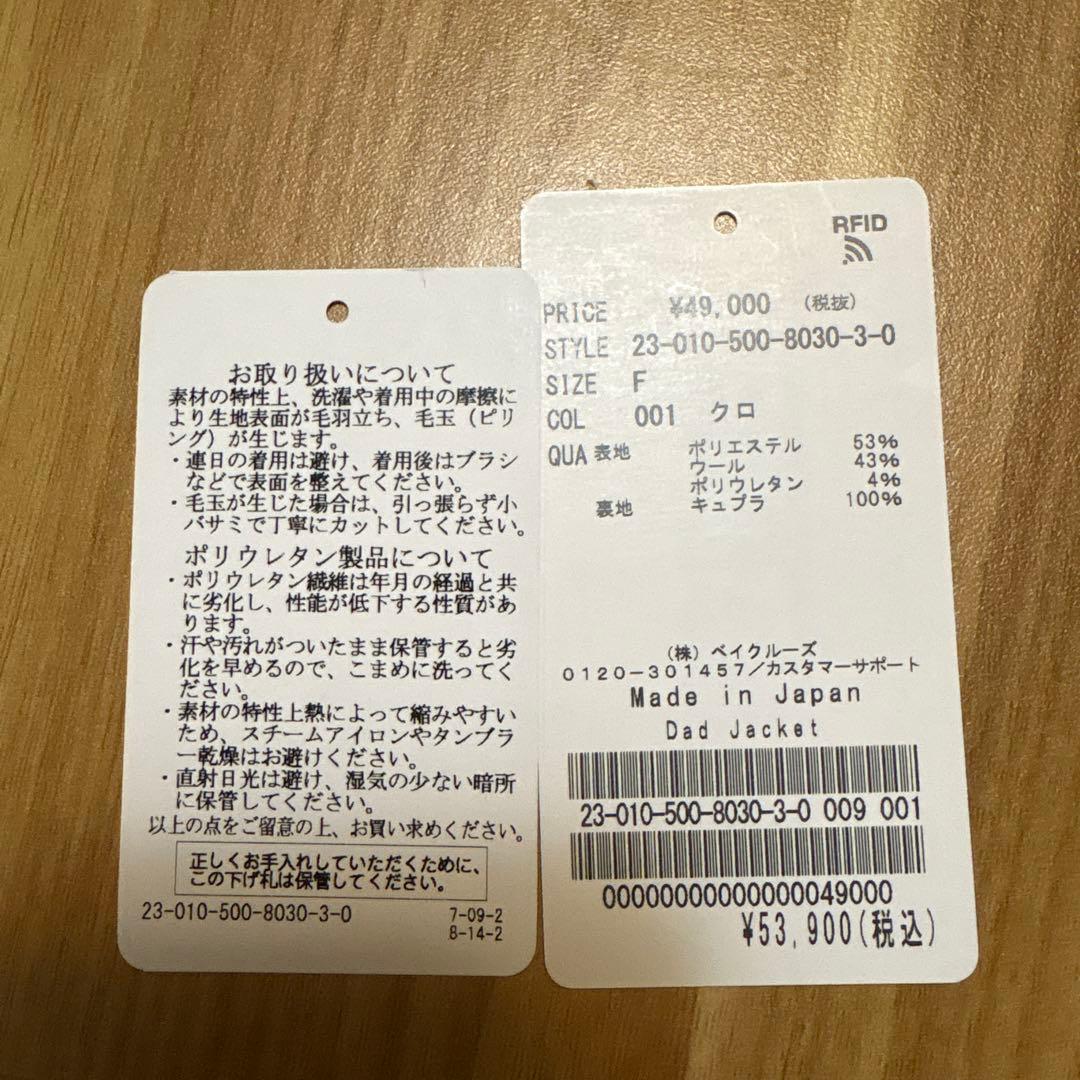 お取り扱いについて
素材の特性上、洗濯や着用中の摩擦に
より生地表面が毛羽立ち、毛玉（ピリ
ング）が生じます。
・連日の着用は避け、着用後はブラシ
などで表面を整えてください。
・毛玉が生じた場合は、引っ張らず小
バサミで丁寧にカットしてください。
ポリウレタン製品について
・ポリウレタン繊維は年月の経過と共
に劣化し、性能が低下する性質があ
ります。
・汗や汚れがついたまま保管すると劣
化を早めるので、こまめに洗ってく
ださい。
・素材の特性上熱によって縮みやすい
ため、スチームアイロンやタンブラ
ー乾燥はお避けください。
・直射日光は避け、湿気の少ない暗所
に保管してください。
以上の点をご留意の上、お買い求めください。
正しくお手入れしていただくために、
この下げ札は保管してください。
23-010-500-8030-3-0 7-09-2
8-14-2
RFID
PRICE ¥49,000 （税抜）
STYLE 23-010-500-8030-3-0
SIZE F
COL 001 クロ
QUA 表地 ポリエステル 53%
ウール 43%
ポリウレタン 4%
裏地 キュプラ 100%
（株）ベイクルーズ
0120-301457/カスタマーサポート
Made in Japan
Dad Jacket
23-010-500-8030-3-0 009 001
00000000000000049000
¥53,900(税込)